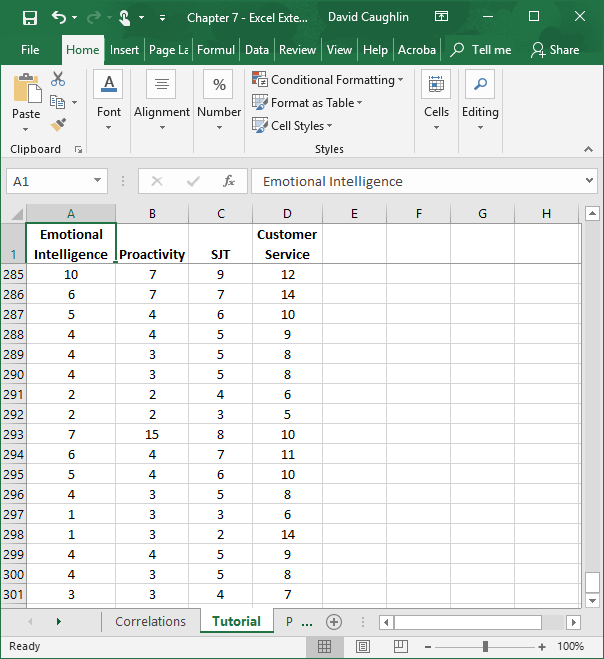 Chapter 7 - Excel Exte... David Caughlin
File Home Insert Page La Formul Data Review View Help Acroba Tell me Share
Paste
Clipboard
Font
Alignment
%
Number
Conditional Formatting
Format as Table
Cell Styles
Styles
Cells
Editing
A1 fx Emotional Intelligence
A B C D E F G H
1 Emotional Intelligence Proactivity SJT Customer Service
285 10 7 9 12
286 6 7 7 14
287 5 4 6 10
288 4 4 5 9
289 4 3 5 8
290 4 3 5 8
291 2 2 4 6
292 2 2 3 5
293 7 15 8 10
294 6 4 7 11
295 5 4 6 10
296 4 3 5 8
297 1 3 3 6
298 1 3 2 14
299 4 4 5 9
300 4 3 5 8
301 3 3 4 7
Correlations Tutorial P ...
Ready 100%